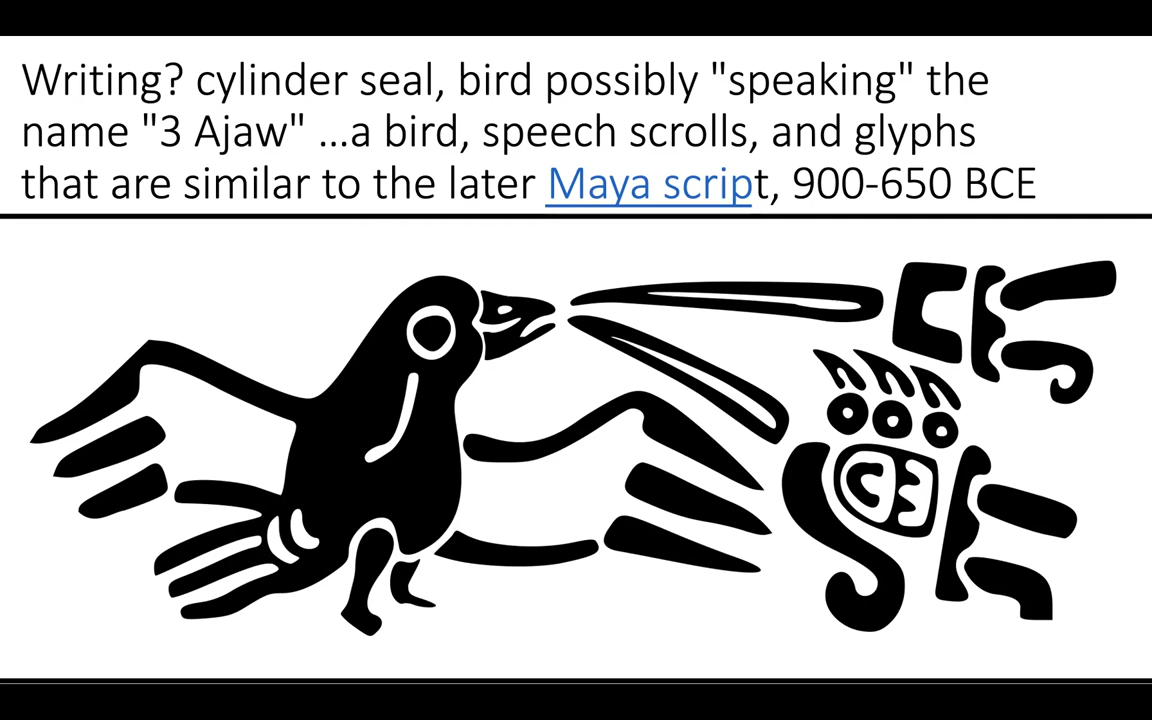 Writing? cylinder seal, bird possibly "speaking" the
name "3 Ajaw" ...a bird, speech scrolls, and glyphs
that are similar to the later Maya script, 900-650 BCE